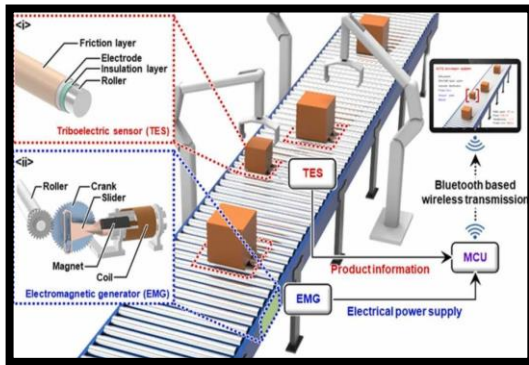 <i>
Friction layer
Electrode
Insulation layer
Roller
Triboelectric sensor (TES)
<ii>
Roller
Crank
Slider
Magnet
Coil
Electromagnetic generator (EMG)
TES
EMG
MCU
Product information
Electrical power supply
Bluetooth based
wireless transmission